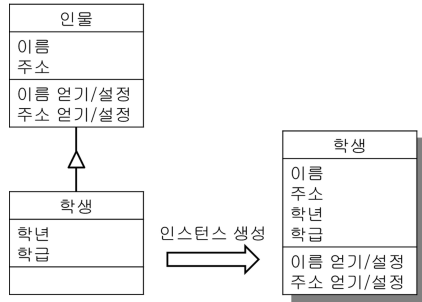 인물
이름
주소
이름 얻기/설정
주소 얻기/설정
학생
학년
학급
인스턴스 생성
학생
이름
주소
학년
학급
이름 얻기/설정
주소 얻기/설정